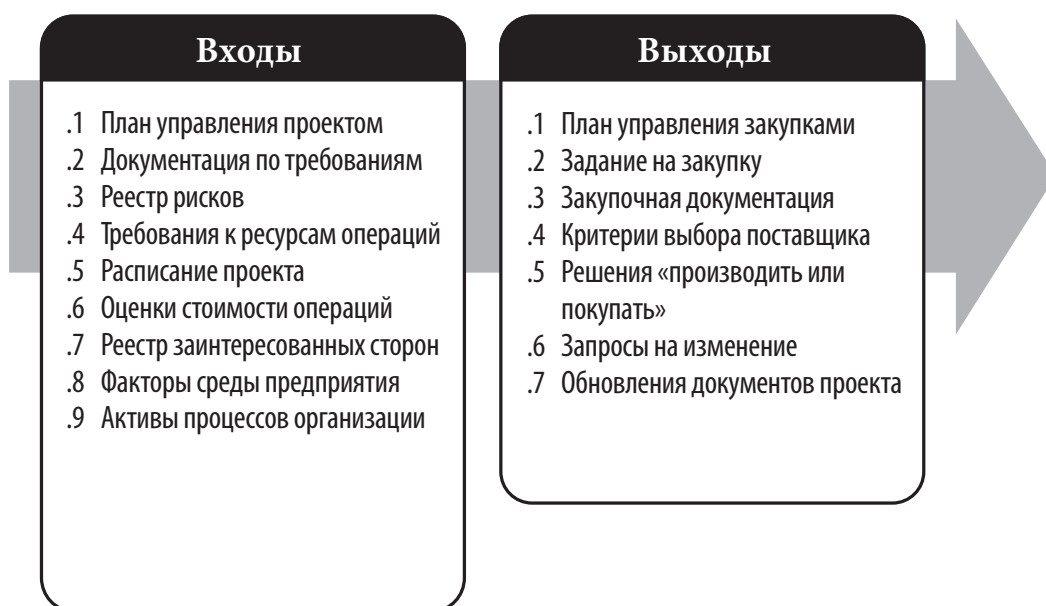 Входы
.1 План управления проектом
.2 Документация по требованиям
.3 Реестр рисков
.4 Требования к ресурсам операций
.5 Расписание проекта
.6 Оценки стоимости операций
.7 Реестр заинтересованных сторон
.8 Факторы среды предприятия
.9 Активы процессов организации
Выходы
.1 План управления закупками
.2 Задание на закупку
.3 Закупочная документация
.4 Критерии выбора поставщика
.5 Решения «производить или
покупать»
.6 Запросы на изменение
.7 Обновления документов проекта